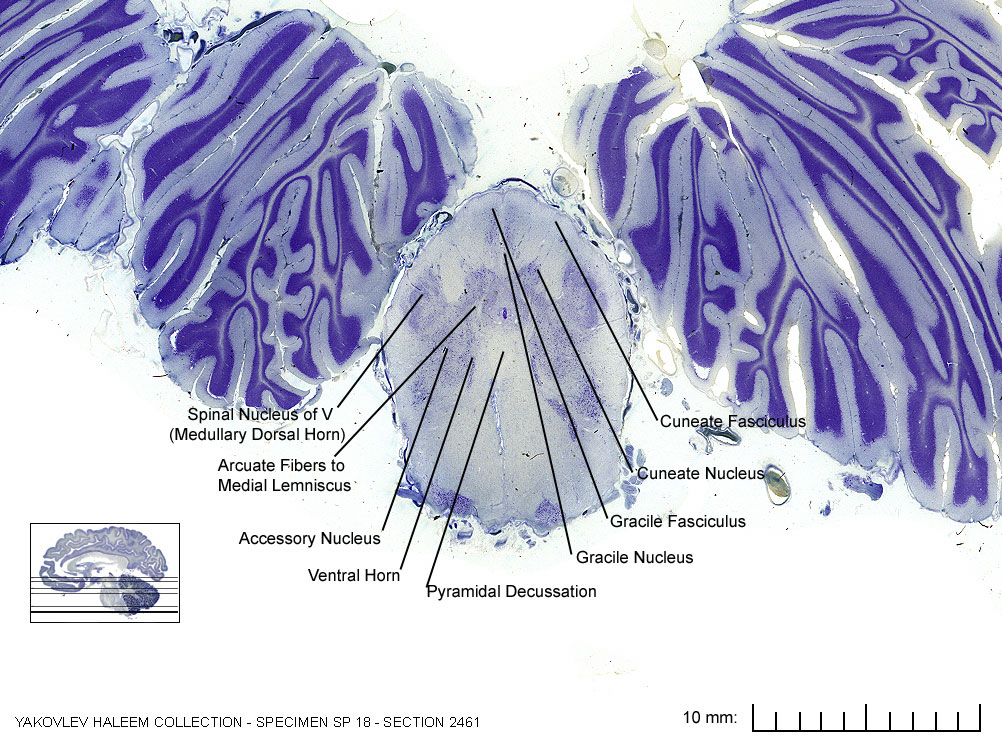 Spinal Nucleus of V
(Medullary Dorsal Horn)
Arcuate Fibers to
Medial Lemniscus
Accessory Nucleus
Ventral Horn
Pyramidal Decussation
Cuneate Fasciculus
Cuneate Nucleus
Gracile Fasciculus
Gracile Nucleus
YAKOVLEV HALEEM COLLECTION - SPECIMEN SP 18 - SECTION 2461
10 mm: